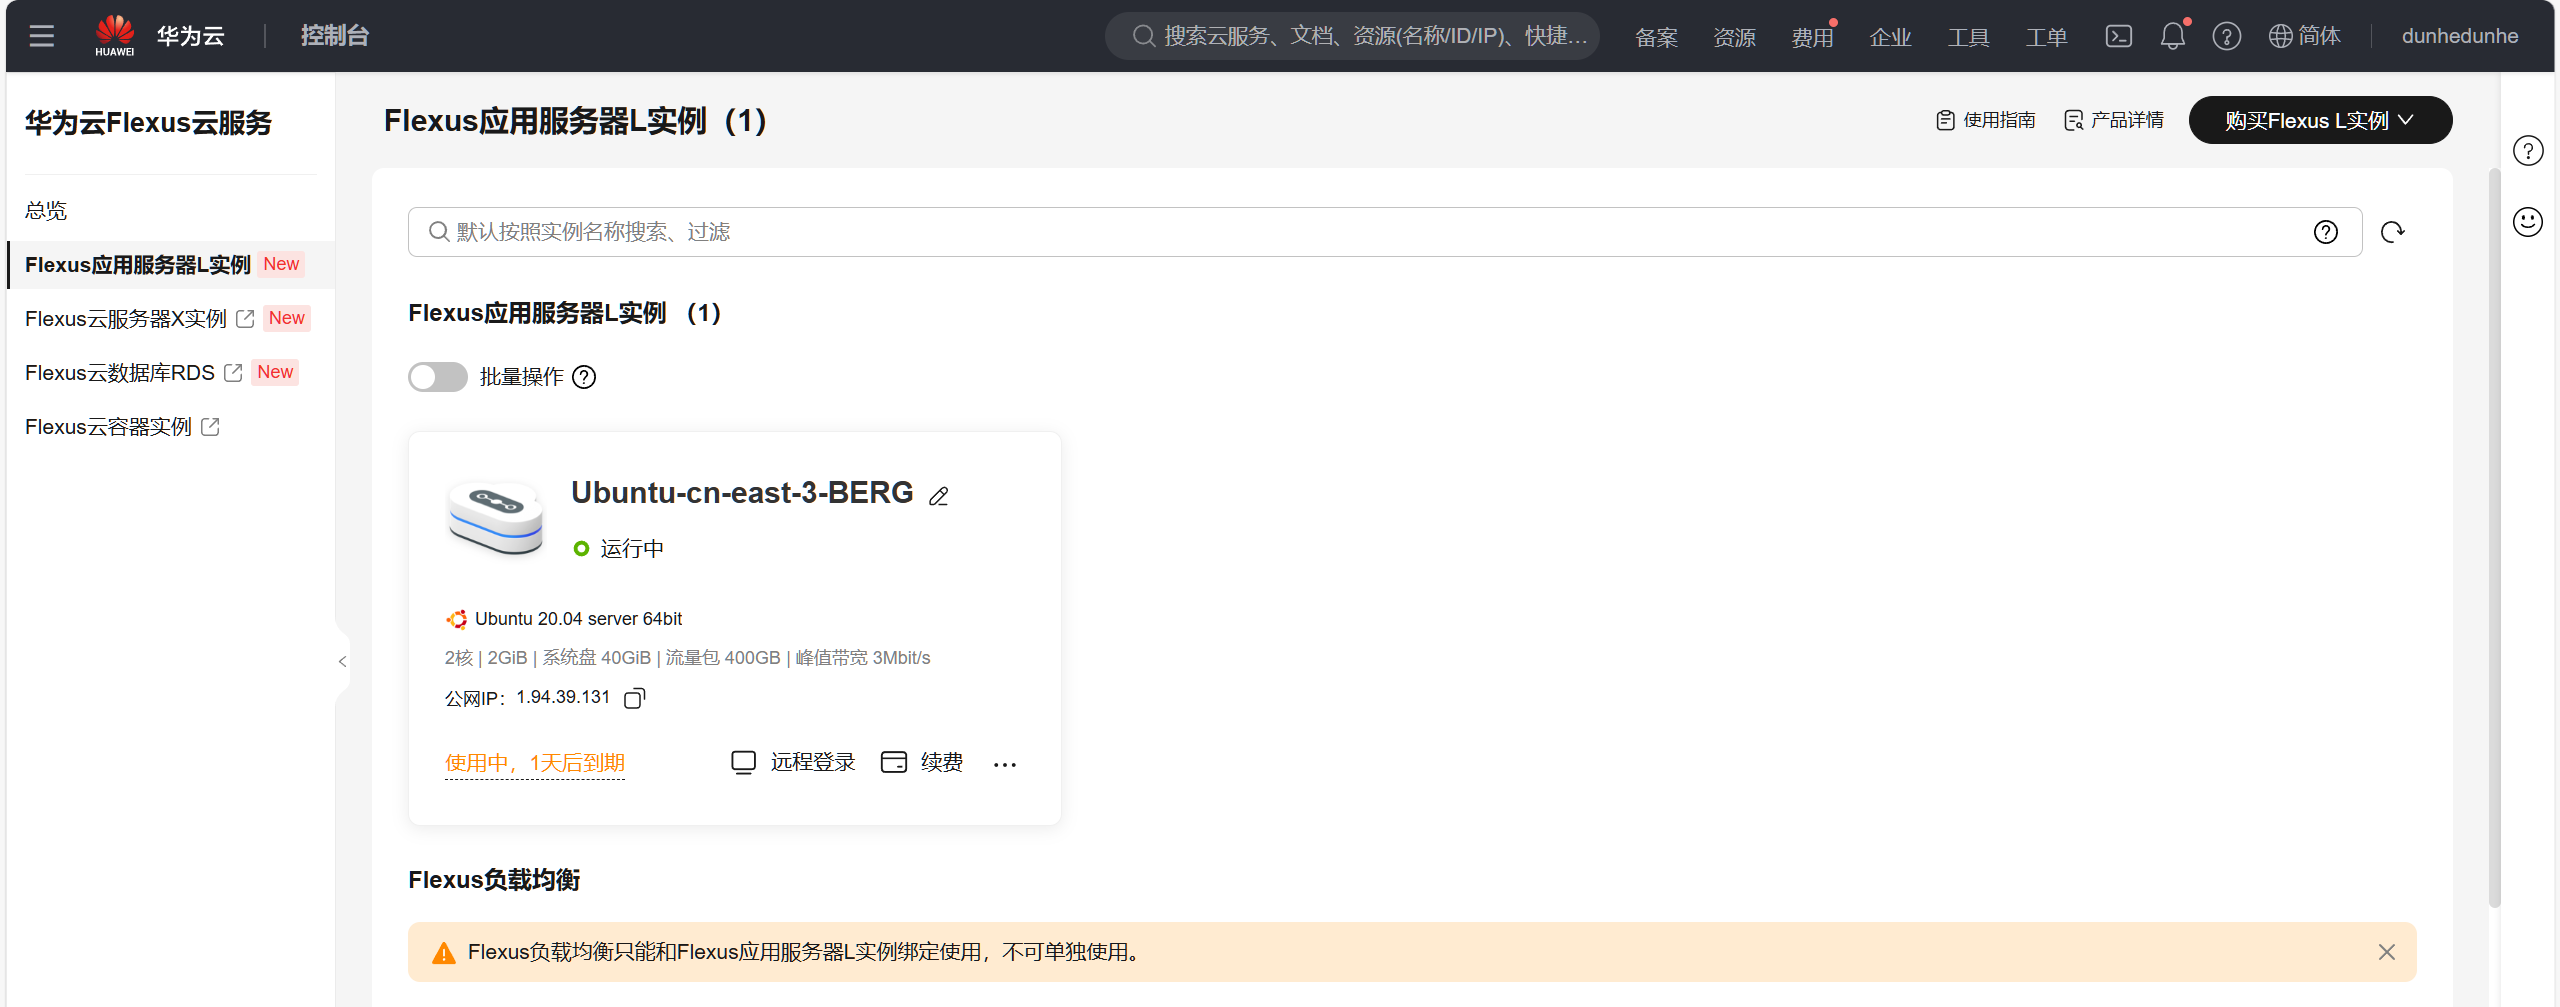 HUAWEI
华为云
控制台
搜索云服务、文档、资源(名称/ID/IP)、快捷…
备案
资源
费用
企业
工具
工单
简体
dunhedunhe
华为云Flexus云服务
总览
Flexus应用服务器L实例 New
Flexus云服务器X实例 New
Flexus云数据库RDS New
Flexus云容器实例
Flexus应用服务器L实例（1）
使用指南
产品详情
购买Flexus L实例
默认按照实例名称搜索、过滤
Flexus应用服务器L实例 （1）
批量操作
Ubuntu-cn-east-3-BERG
运行中
Ubuntu 20.04 server 64bit
2核 | 2GiB | 系统盘 40GiB | 流量包 400GB | 峰值带宽 3Mbit/s
公网IP： 1.94.39.131
使用中，1天后到期
远程登录
续费
Flexus负载均衡
Flexus负载均衡只能和Flexus应用服务器L实例绑定使用，不可单独使用。